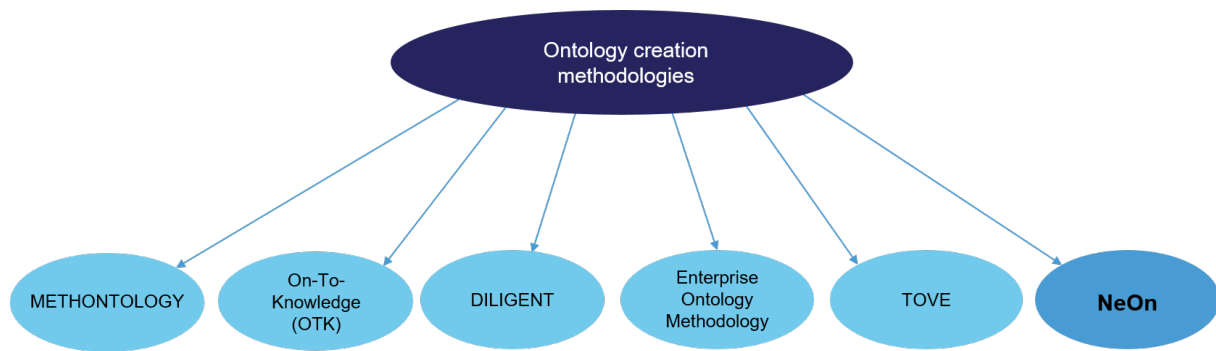 Ontology creation
methodologies
METHONTOLOGY
On-To-
Knowledge
(OTK)
DILIGENT
Enterprise
Ontology
Methodology
TOVE
NeOn